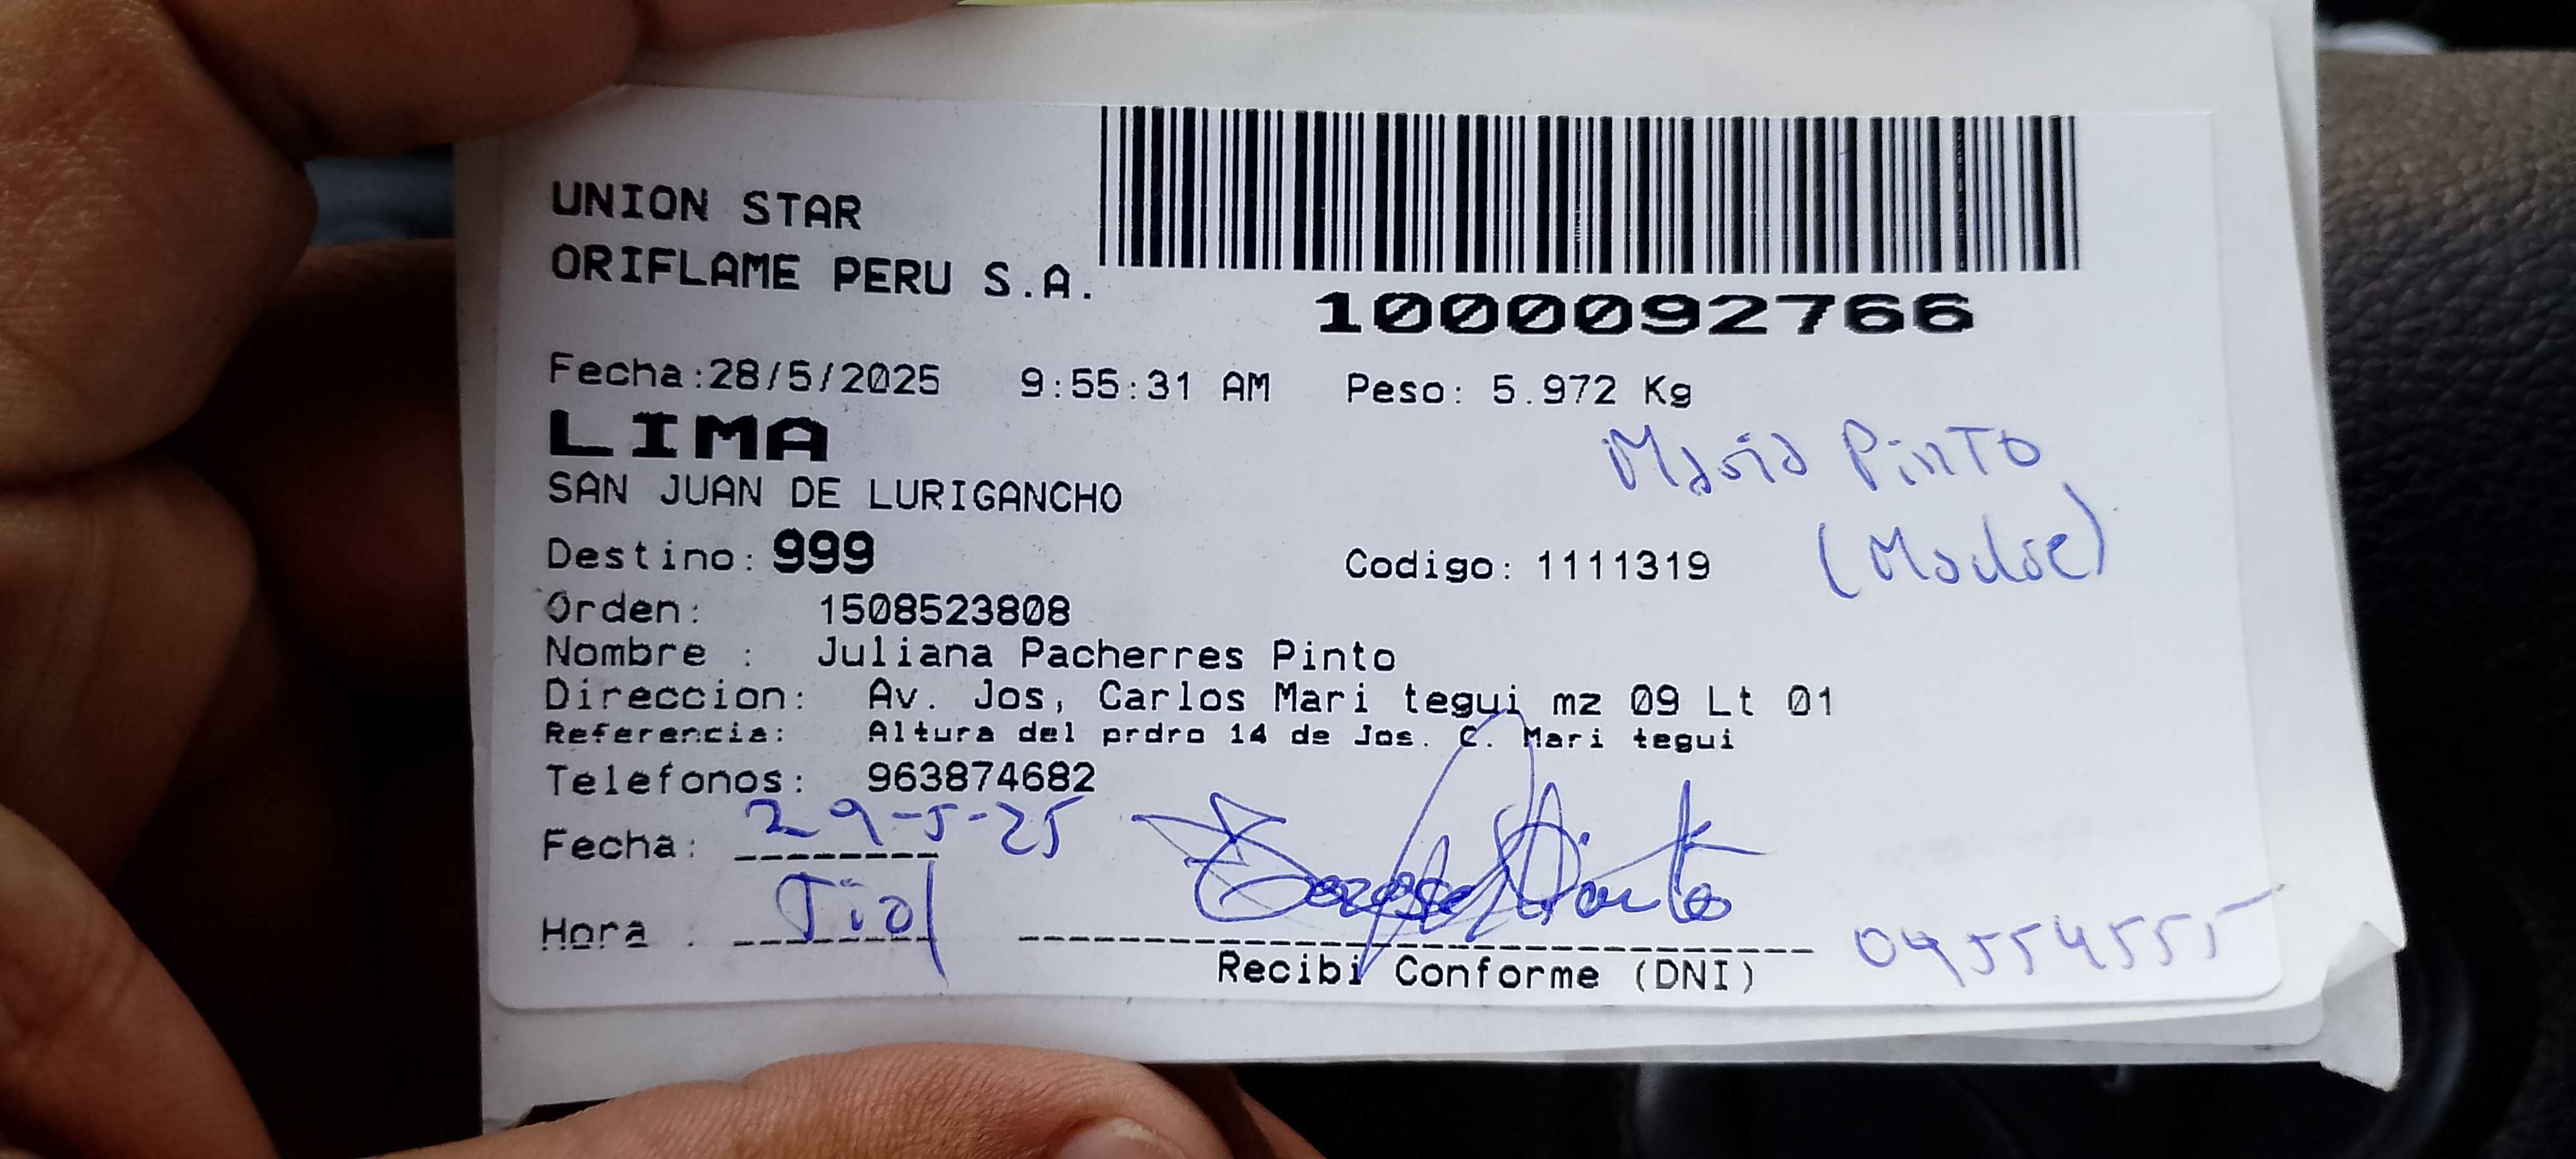 UNION STAR
ORIFLAME PERU S.A.
1000092766
Fecha:28/5/2025 9:55:31 AM Peso: 5.972 Kg
LIMA
María Pinto
SAN JUAN DE LURIGANCHO
(Madre)
Destino: 999 Codigo: 1111319
Orden: 1508523808
Nombre : Juliana Pacherres Pinto
Direccion: Av. Jos, Carlos Mari tegui mz 09 Lt 01
Referencia: Altura del prdro 14 de Jos. C. Mari tegui
Telefonos: 963874682
Fecha: 29-5-25
Hora :
Recibi Conforme (DNI) 09554555